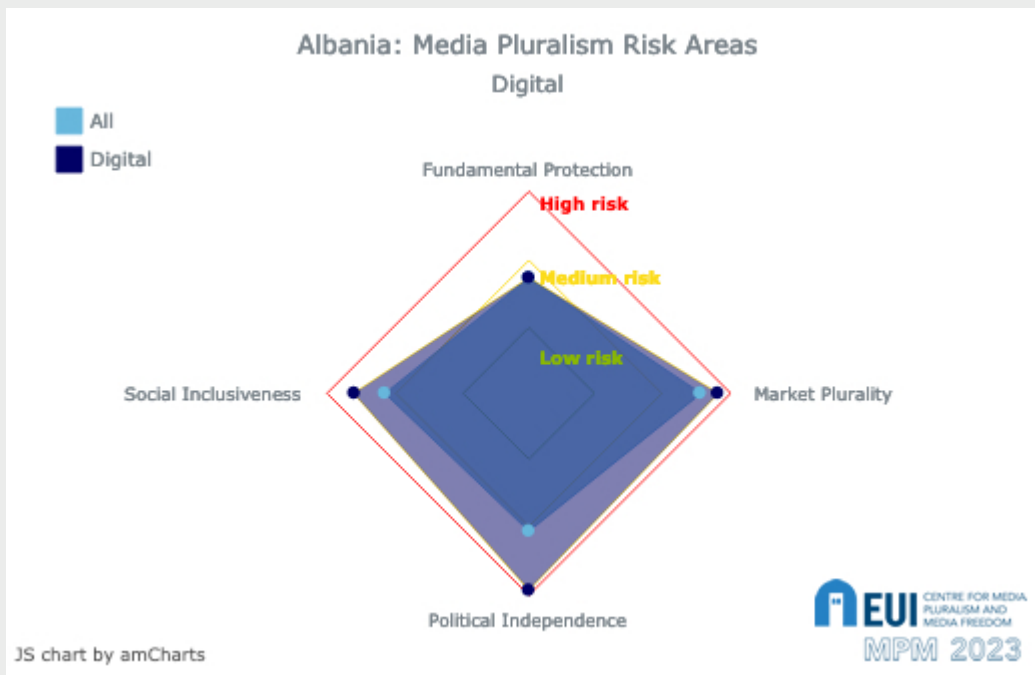 Albania: Media Pluralism Risk Areas
Digital
All
Digital
Fundamental Protection
High risk
Medium risk
Low risk
Social Inclusiveness
Market Plurality
Political Independence
EUI
CENTRE FOR MEDIA
PLURALISM AND
MEDIA FREEDOM
MPM 2023
JS chart by amCharts